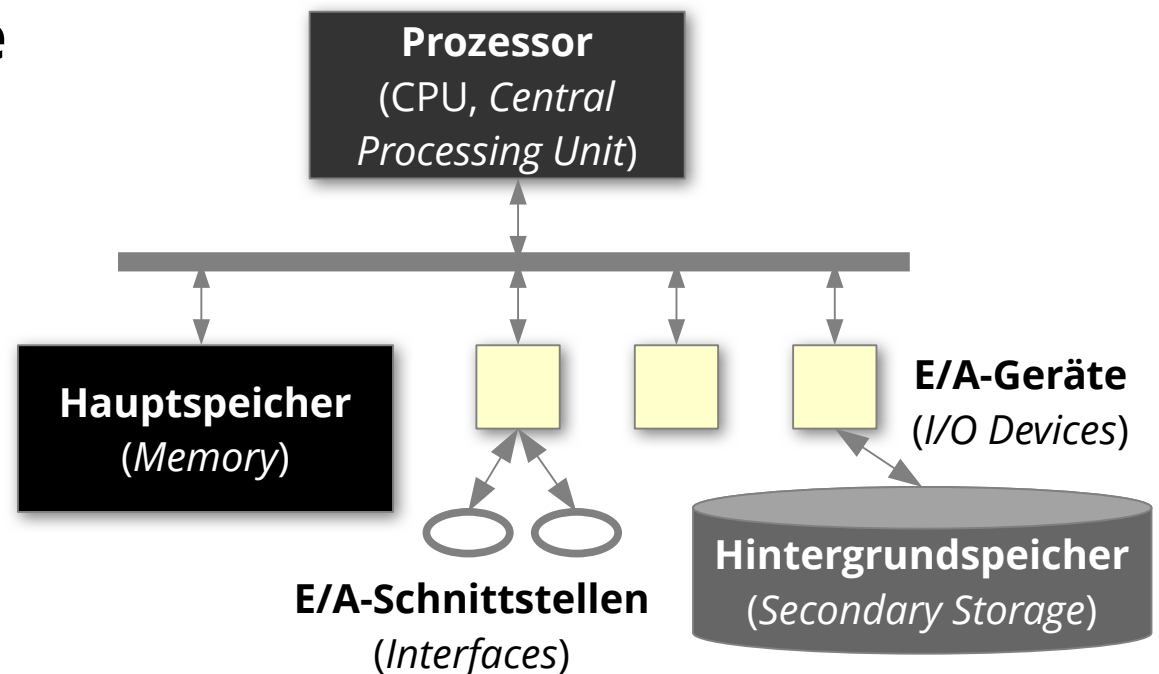 e
Prozessor
(CPU, Central
Processing Unit)
Hauptspeicher
(Memory)
E/A-Geräte
(I/O Devices)
Hintergrundspeicher
(Secondary Storage)
E/A-Schnittstellen
(Interfaces)